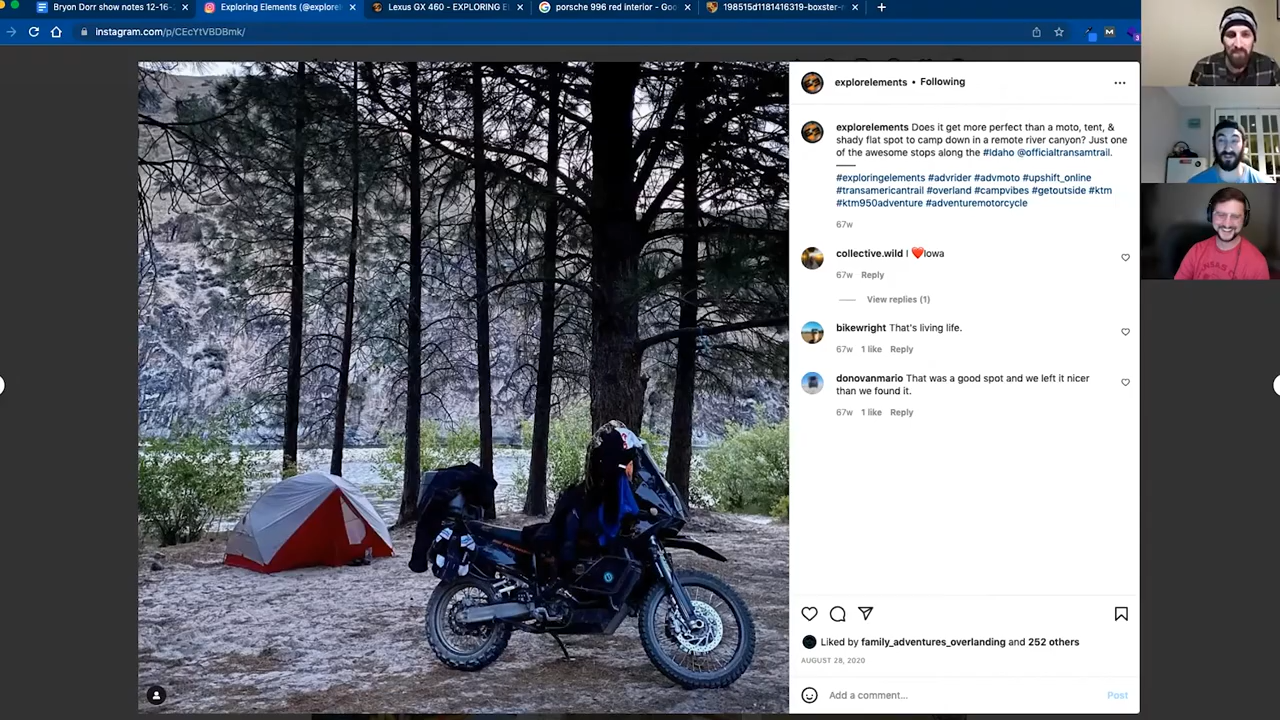 Bryon Dorr show notes 12-16-
Exploring Elements (@explorel
Lexus GX 460 - EXPLORING El
porsche 996 red interior - Goo
198515d1181416319-boxster-r
instagram.com/p/CEcYtVBDBmk/
explorelements • Following
explorelements Does it get more perfect than a moto, tent, &
shady flat spot to camp down in a remote river canyon? Just one
of the awesome stops along the #Idaho @officialtransamtrail.
#exploringelements #advrider #advmoto #upshift_online
#transamericantrail #overland #campvibes #getoutside #ktm
#ktm950adventure #adventuremotorcycle
67w
collective.wild I ❤️Iowa
67w Reply
View replies (1)
bikewright That's living life.
67w 1 like Reply
donovanmario That was a good spot and we left it nicer
than we found it.
67w 1 like Reply
Liked by family_adventures_overlanding and 252 others
AUGUST 28, 2020
Add a comment...
Post